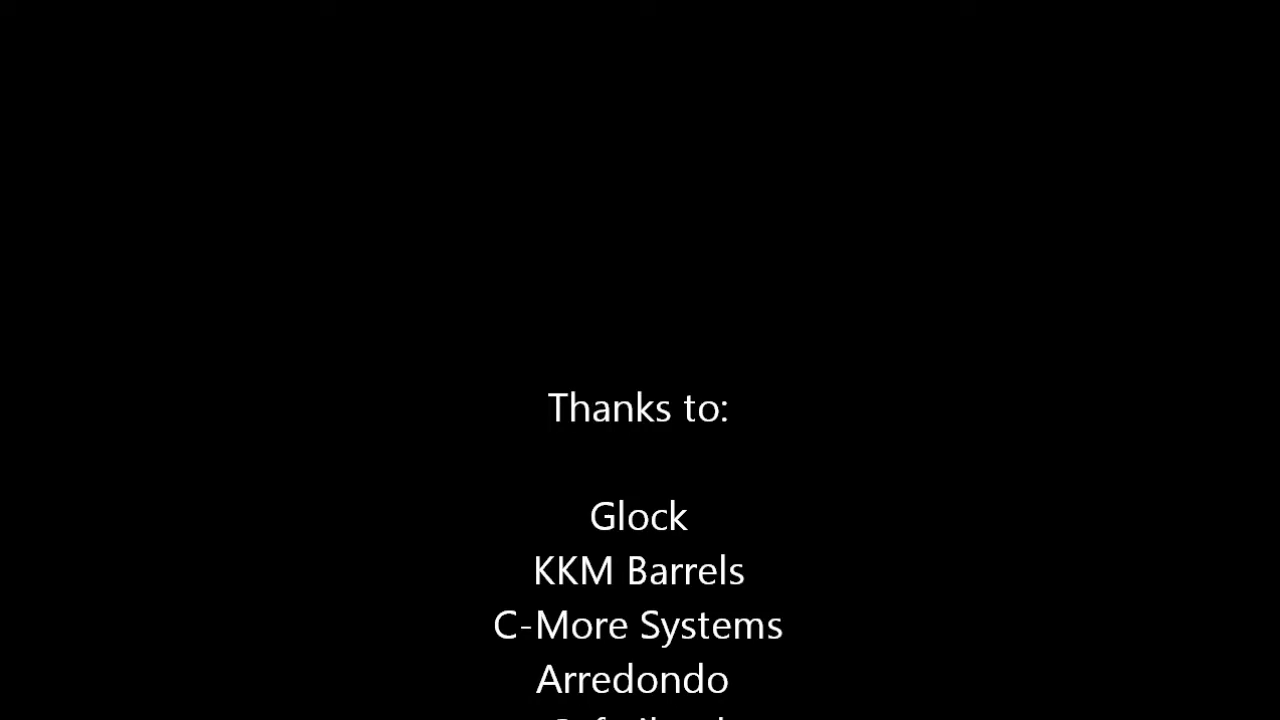 Thanks to:
Glock
KKM Barrels
C-More Systems
Arredondo